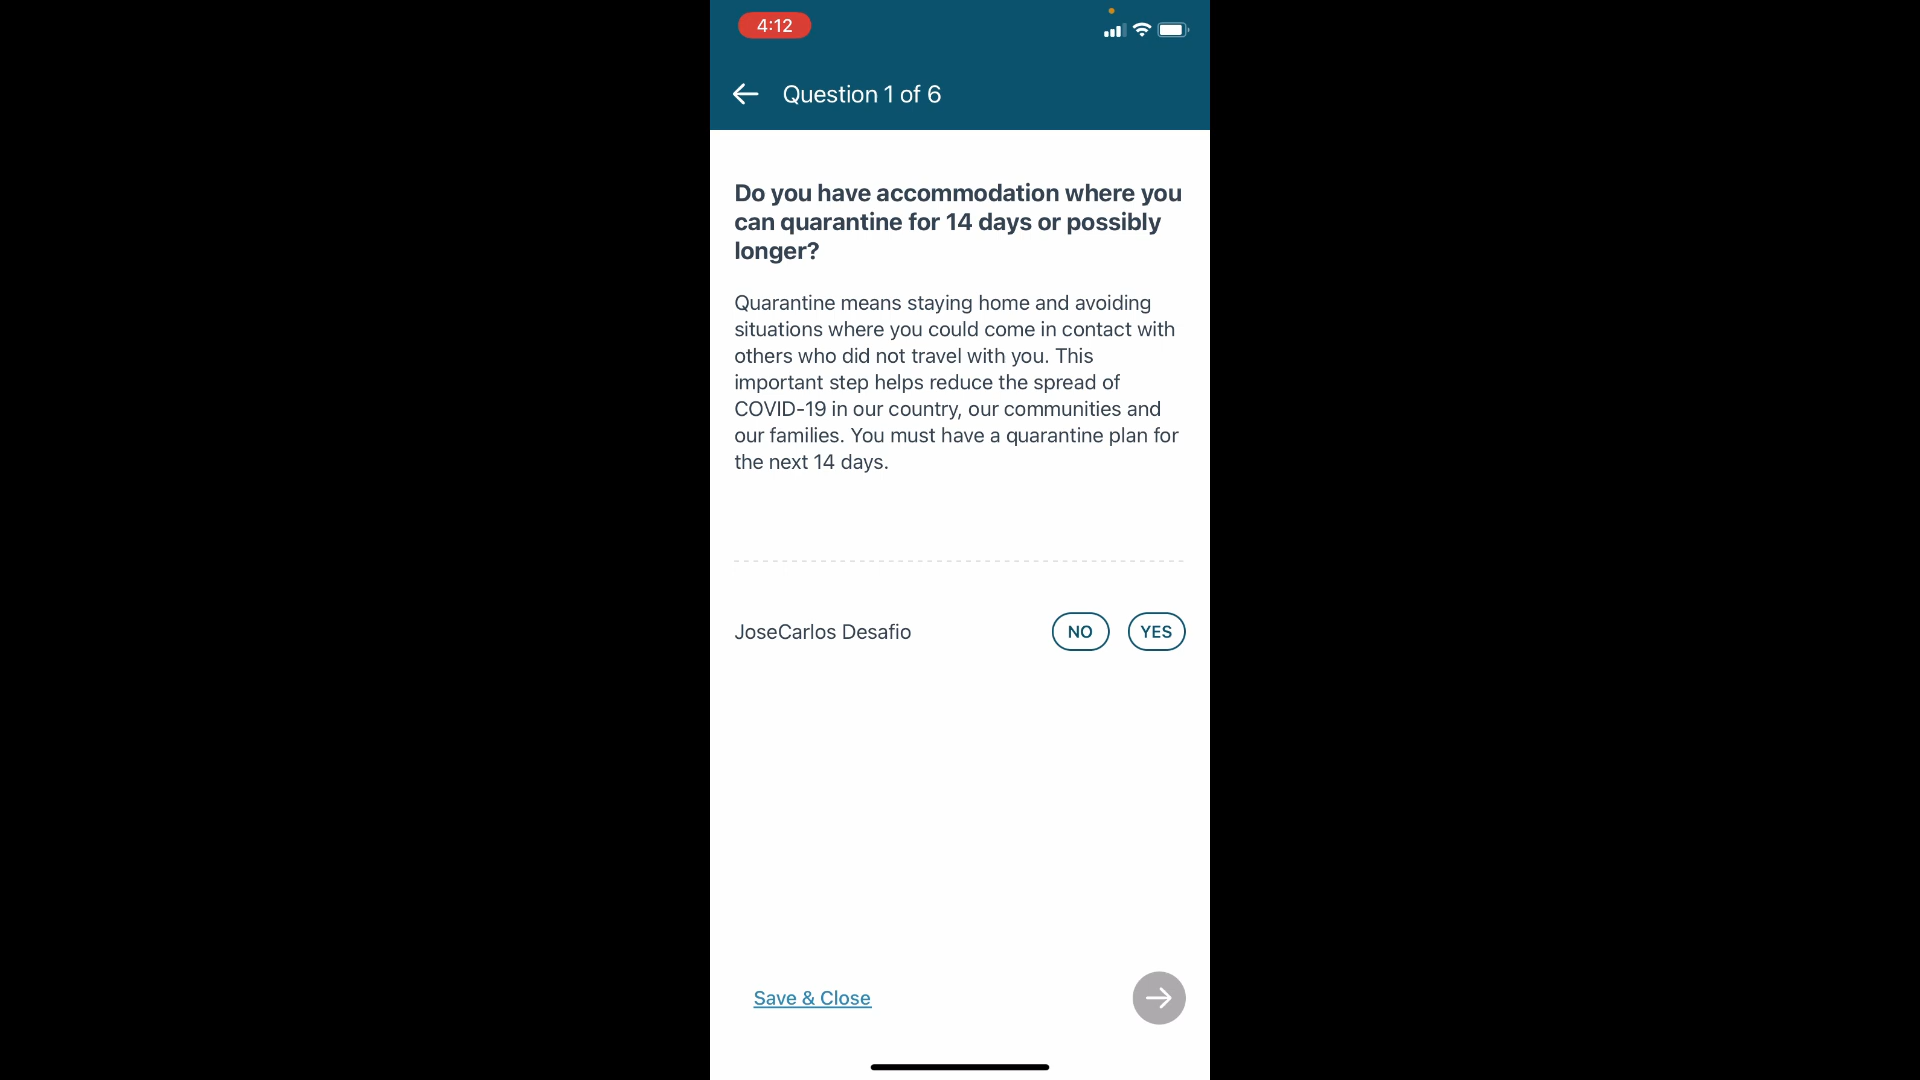 4:12
Question 1 of 6
Do you have accommodation where you
can quarantine for 14 days or possibly
longer?
Quarantine means staying home and avoiding
situations where you could come in contact with
others who did not travel with you. This
important step helps reduce the spread of
COVID-19 in our country, our communities and
our families. You must have a quarantine plan for
the next 14 days.
JoseCarlos Desafio NO YES
Save & Close